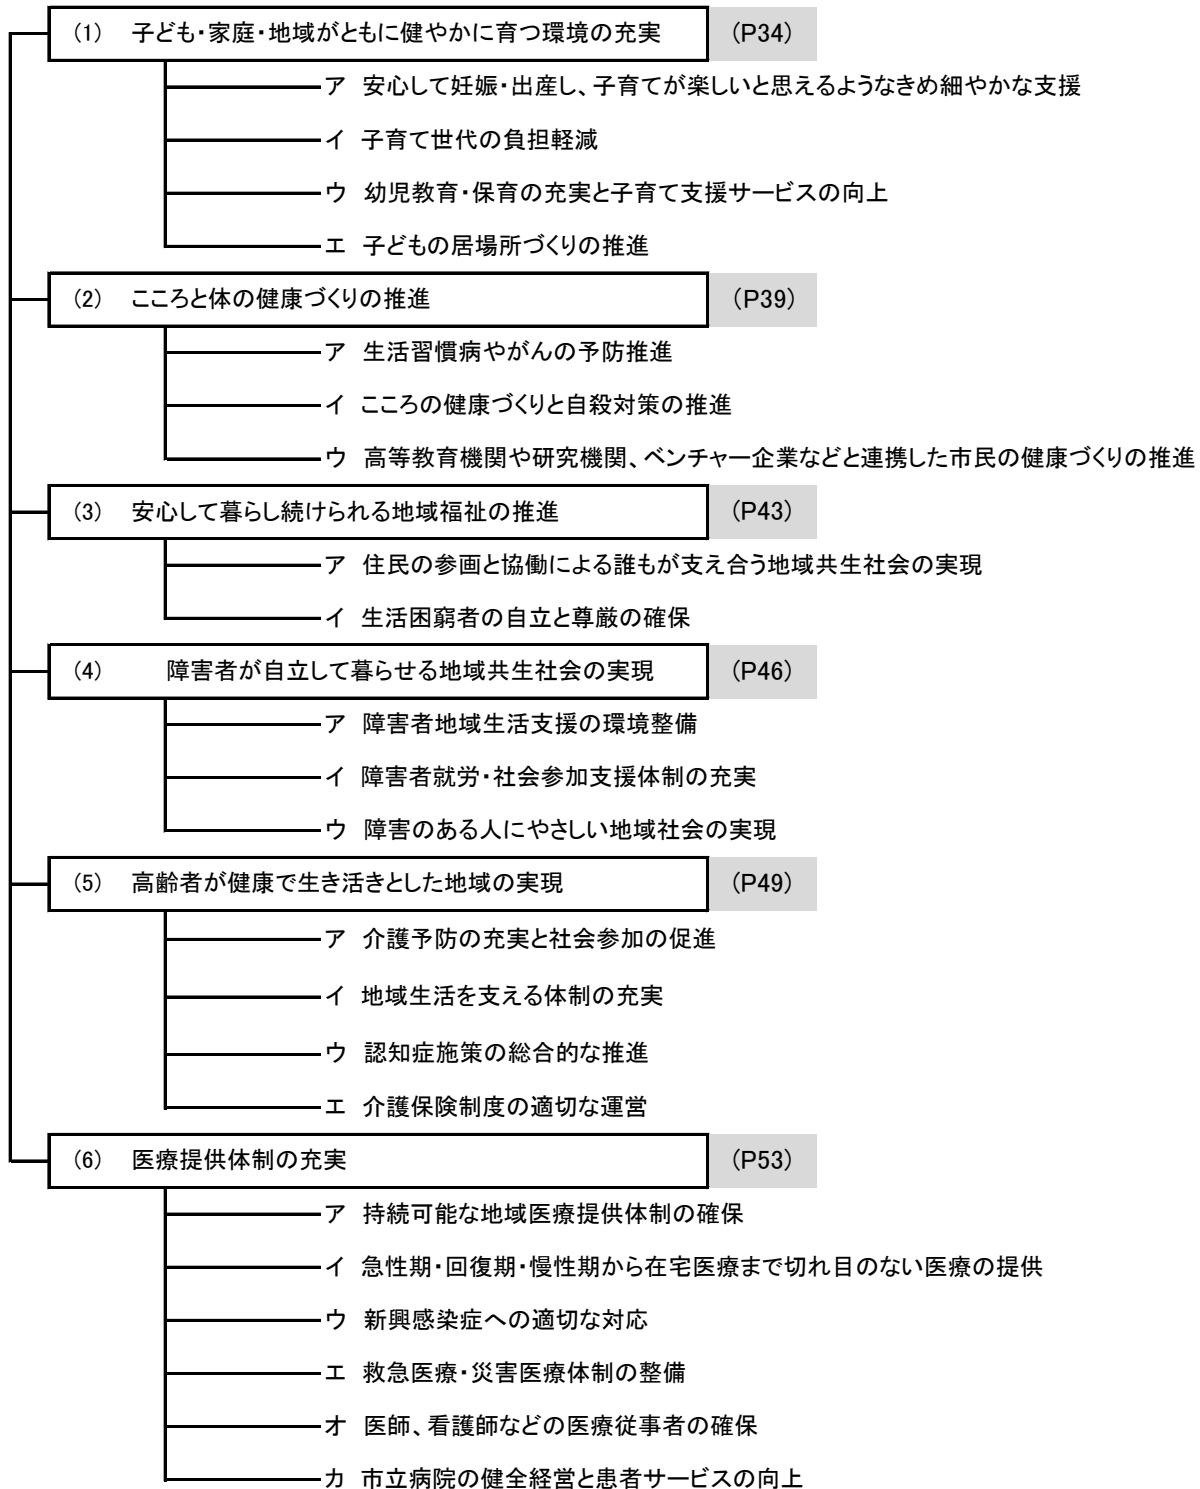 (1) 子ども・家庭・地域がともに健やかに育つ環境の充実 (P34)
ア 安心して妊娠・出産し、子育てが楽しいと思えるようなきめ細やかな支援
イ 子育て世代の負担軽減
ウ 幼児教育・保育の充実と子育て支援サービスの向上
エ 子どもの居場所づくりの推進
(2) こころと体の健康づくりの推進 (P39)
ア 生活習慣病やがんの予防推進
イ こころの健康づくりと自殺対策の推進
ウ 高等教育機関や研究機関、ベンチャー企業などと連携した市民の健康づくりの推進
(3) 安心して暮らし続けられる地域福祉の推進 (P43)
ア 住民の参画と協働による誰もが支え合う地域共生社会の実現
イ 生活困窮者の自立と尊厳の確保
(4) 障害者が自立して暮らせる地域共生社会の実現 (P46)
ア 障害者地域生活支援の環境整備
イ 障害者就労・社会参加支援体制の充実
ウ 障害のある人にやさしい地域社会の実現
(5) 高齢者が健康で生き活きとした地域の実現 (P49)
ア 介護予防の充実と社会参加の促進
イ 地域生活を支える体制の充実
ウ 認知症施策の総合的な推進
エ 介護保険制度の適切な運営
(6) 医療提供体制の充実 (P53)
ア 持続可能な地域医療提供体制の確保
イ 急性期・回復期・慢性期から在宅医療まで切れ目のない医療の提供
ウ 新興感染症への適切な対応
エ 救急医療・災害医療体制の整備
オ 医師、看護師などの医療従事者の確保
カ 市立病院の健全経営と患者サービスの向上